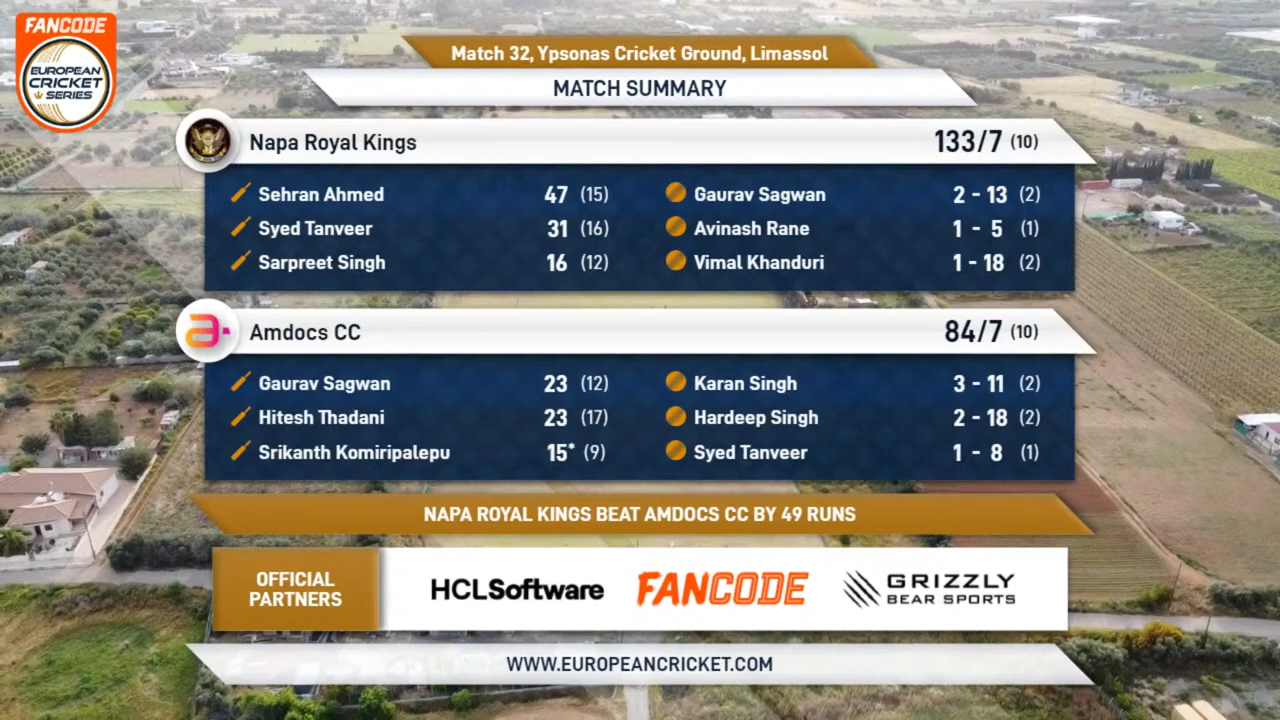 FANCODE
EUROPEAN
CRICKET
SERIES
Match 32, Ypsonas Cricket Ground, Limassol
MATCH SUMMARY
Napa Royal Kings 133/7 (10)
Sehran Ahmed 47 (15) Gaurav Sagwan 2 - 13 (2)
Syed Tanveer 31 (16) Avinash Rane 1 - 5 (1)
Sarpreet Singh 16 (12) Vimal Khanduri 1 - 18 (2)
a Amdocs CC 84/7 (10)
Gaurav Sagwan 23 (12) Karan Singh 3 - 11 (2)
Hitesh Thadani 23 (17) Hardeep Singh 2 - 18 (2)
Srikanth Komiripalepu 15* (9) Syed Tanveer 1 - 8 (1)
NAPA ROYAL KINGS BEAT AMDOCS CC BY 49 RUNS
OFFICIAL
PARTNERS
HCLSoftware FANCODE GRIZZLY
BEAR SPORTS
WWW.EUROPEANCRICKET.COM